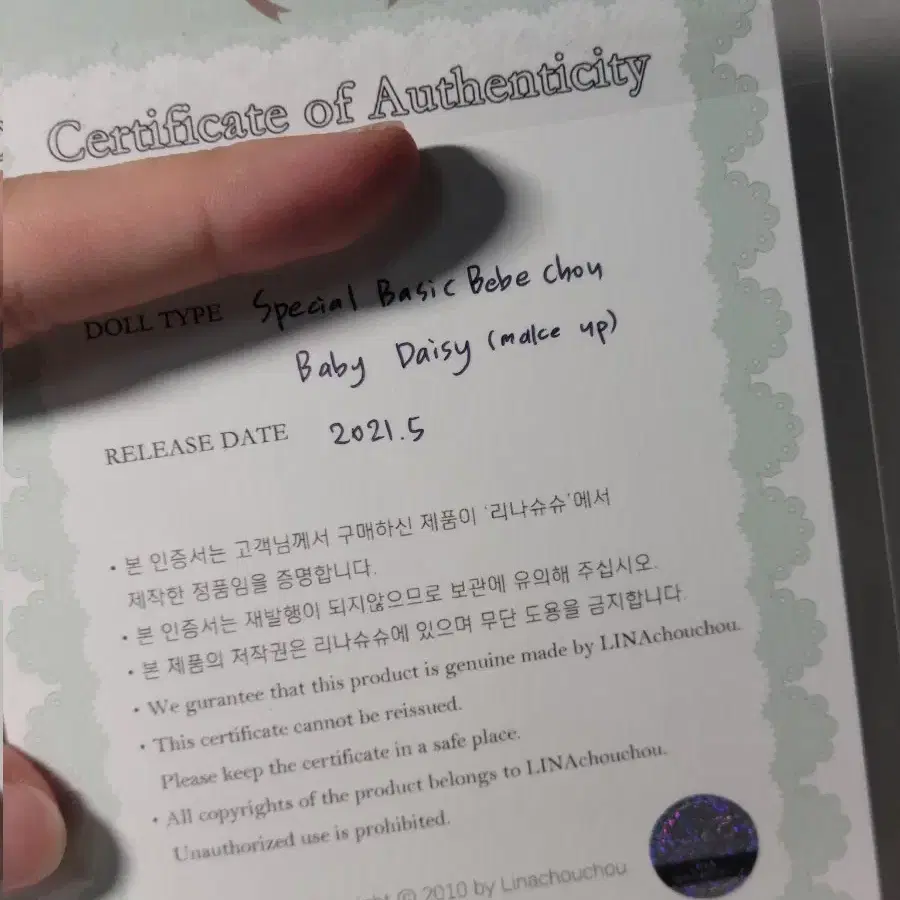 Certificate of Authenticity
DOLL TYPE Special Basic Bebe Chou
Baby Daisy (make up)
RELEASE DATE 2021.5
• 본 인증서는 고객님께서 구매하신 제품이 '리나슈슈'에서
제작한 정품임을 증명합니다.
• 본 인증서는 재발행이 되지않으므로 보관에 유의해 주십시오.
• 본 제품의 저작권은 리나슈슈에 있으며 무단 도용을 금지합니다.
• We gurantee that this product is genuine made by LINAchouchou.
• This certificate cannot be reissued.
Please keep the certificate in a safe place.
• All copyrights of the product belongs to LINAchouchou.
Unauthorized use is prohibited.
© 2010 by Linachouchou